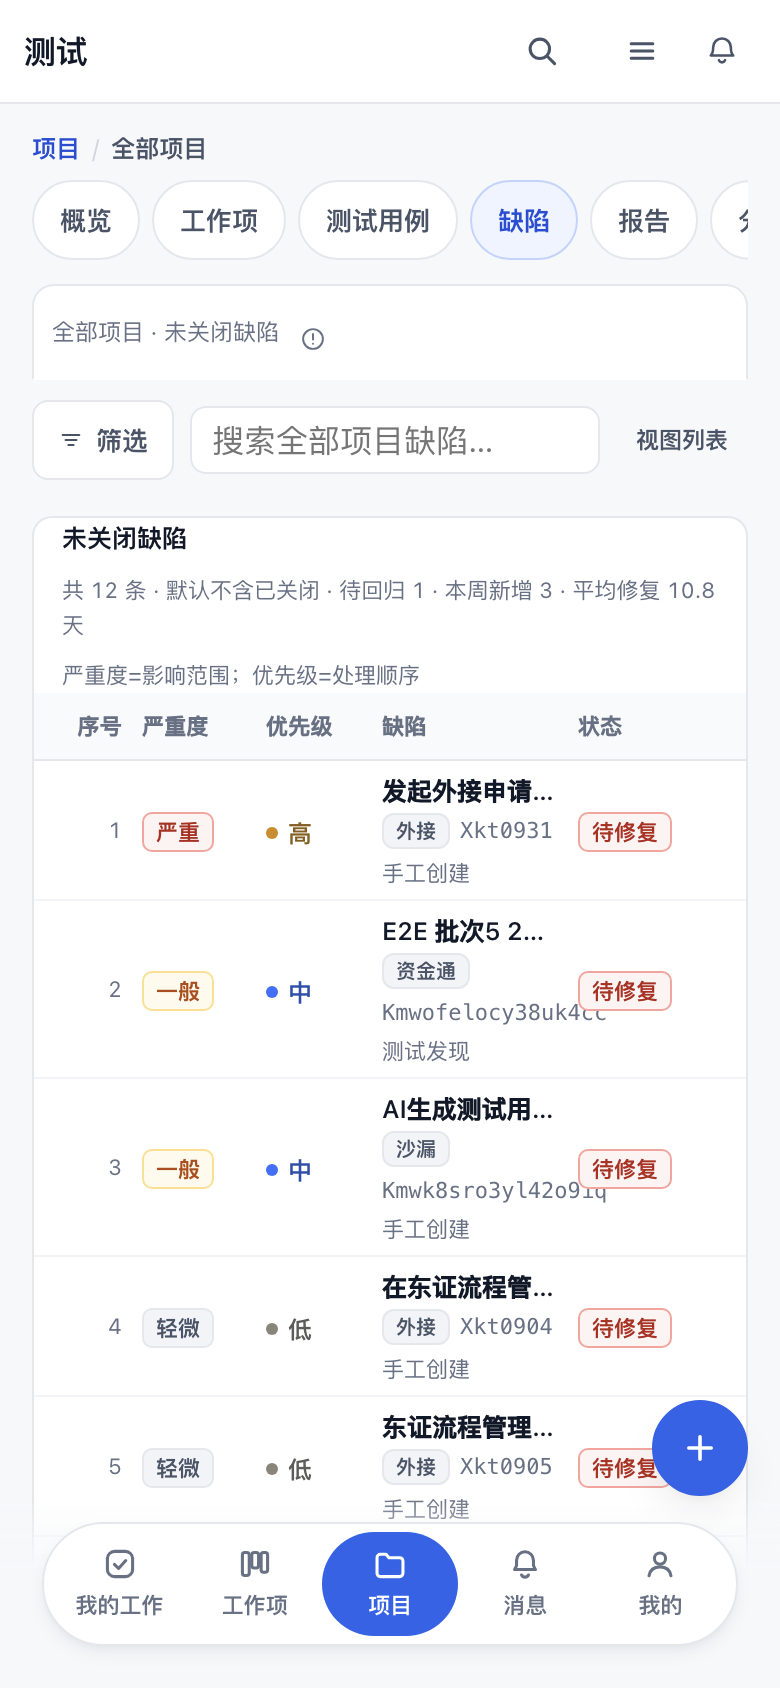 测试
项目 / 全部项目
概览 工作项 测试用例 缺陷 报告
全部项目 · 未关闭缺陷
筛选 搜索全部项目缺陷... 视图列表
未关闭缺陷
共 12 条 · 默认不含已关闭 · 待回归 1 · 本周新增 3 · 平均修复 10.8
天
严重度=影响范围；优先级=处理顺序
序号 严重度 优先级 缺陷 状态
发起外接申请...
1 严重 高 外接 Xkt0931 待修复
手工创建
E2E 批次5 2...
资金通
2 一般 中 待修复
Kmwofelocy38uk4cc
测试发现
AI生成测试用...
沙漏
3 一般 中 待修复
Kmwk8sro3yl42o91q
手工创建
在东证流程管...
4 轻微 低 外接 Xkt0904 待修复
手工创建
东证流程管理...
5 轻微 低 外接 Xkt0905 待修复
手工创建
我的工作 工作项 项目 消息 我的